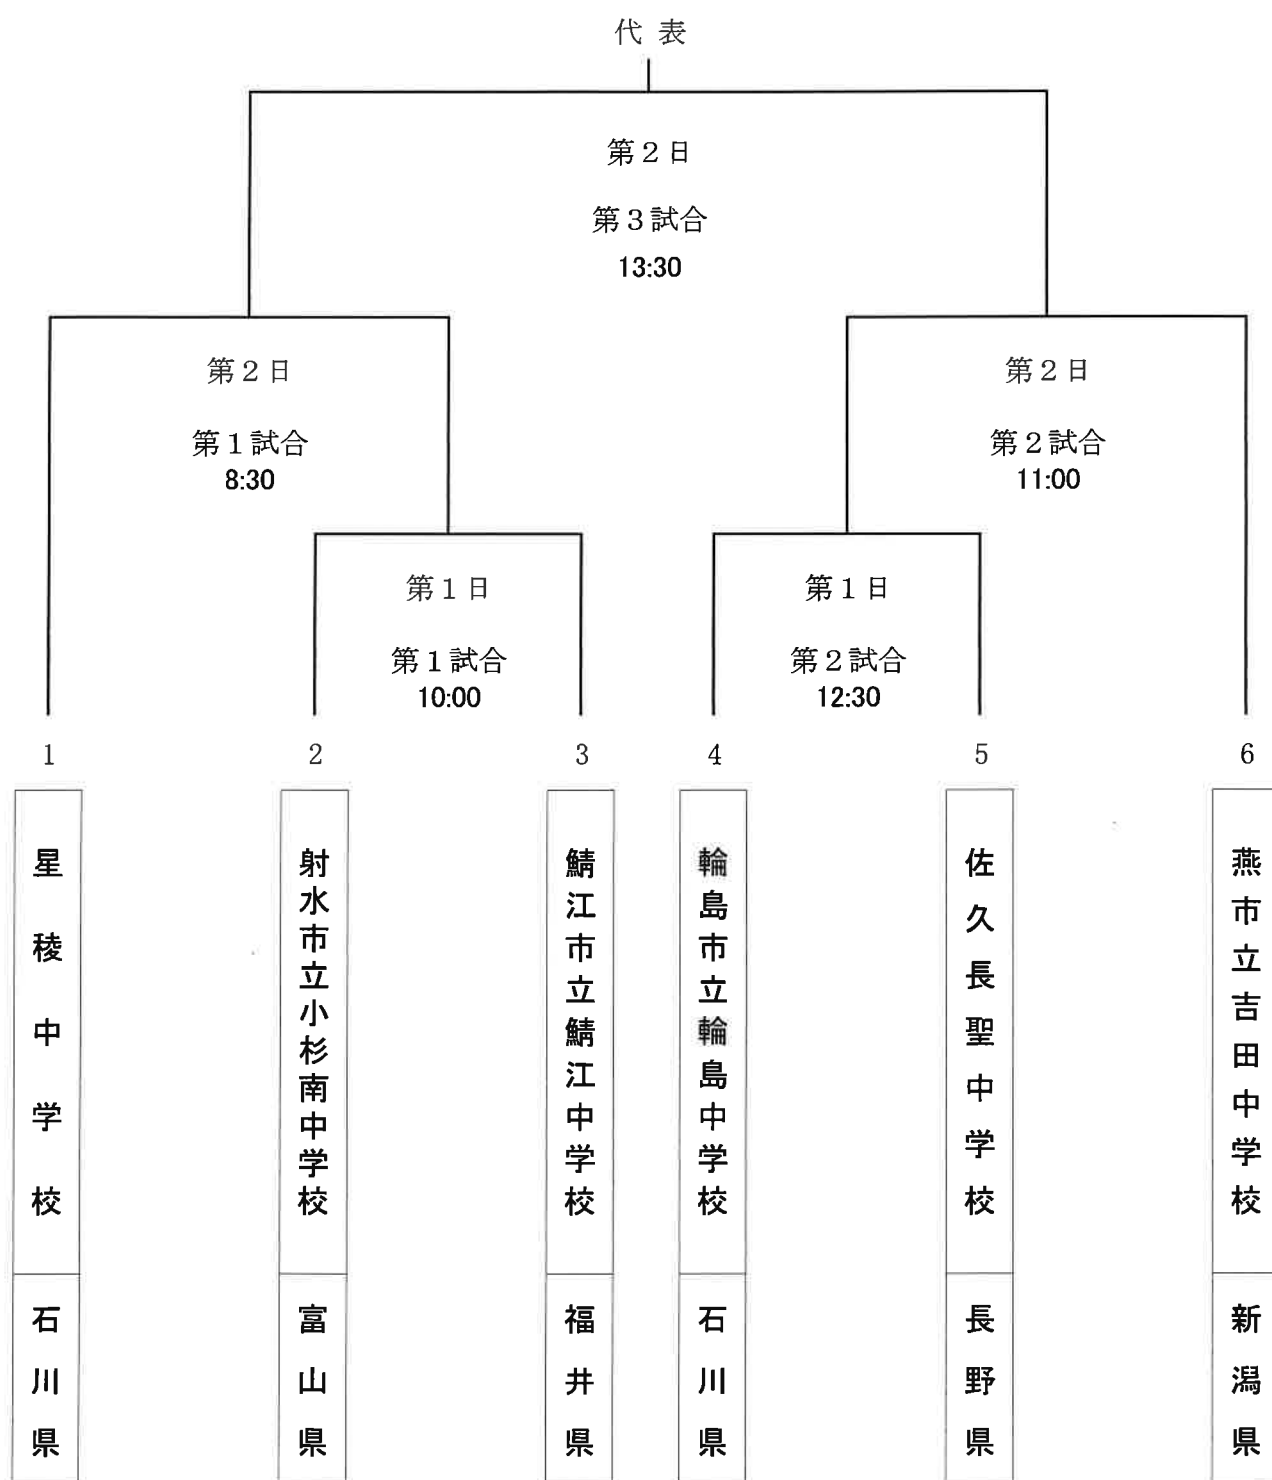 代 表
第２日
第３試合
13:30
第２日
第１試合
8:30
第２日
第２試合
11:00
第１日
第１試合
10:00
第１日
第２試合
12:30
1
2
3
4
5
6
星稜中学校
射水市立小杉南中学校
鯖江市立鯖江中学校
輪島市立輪島中学校
佐久長聖中学校
燕市立吉田中学校
石川県
富山県
福井県
石川県
長野県
新潟県